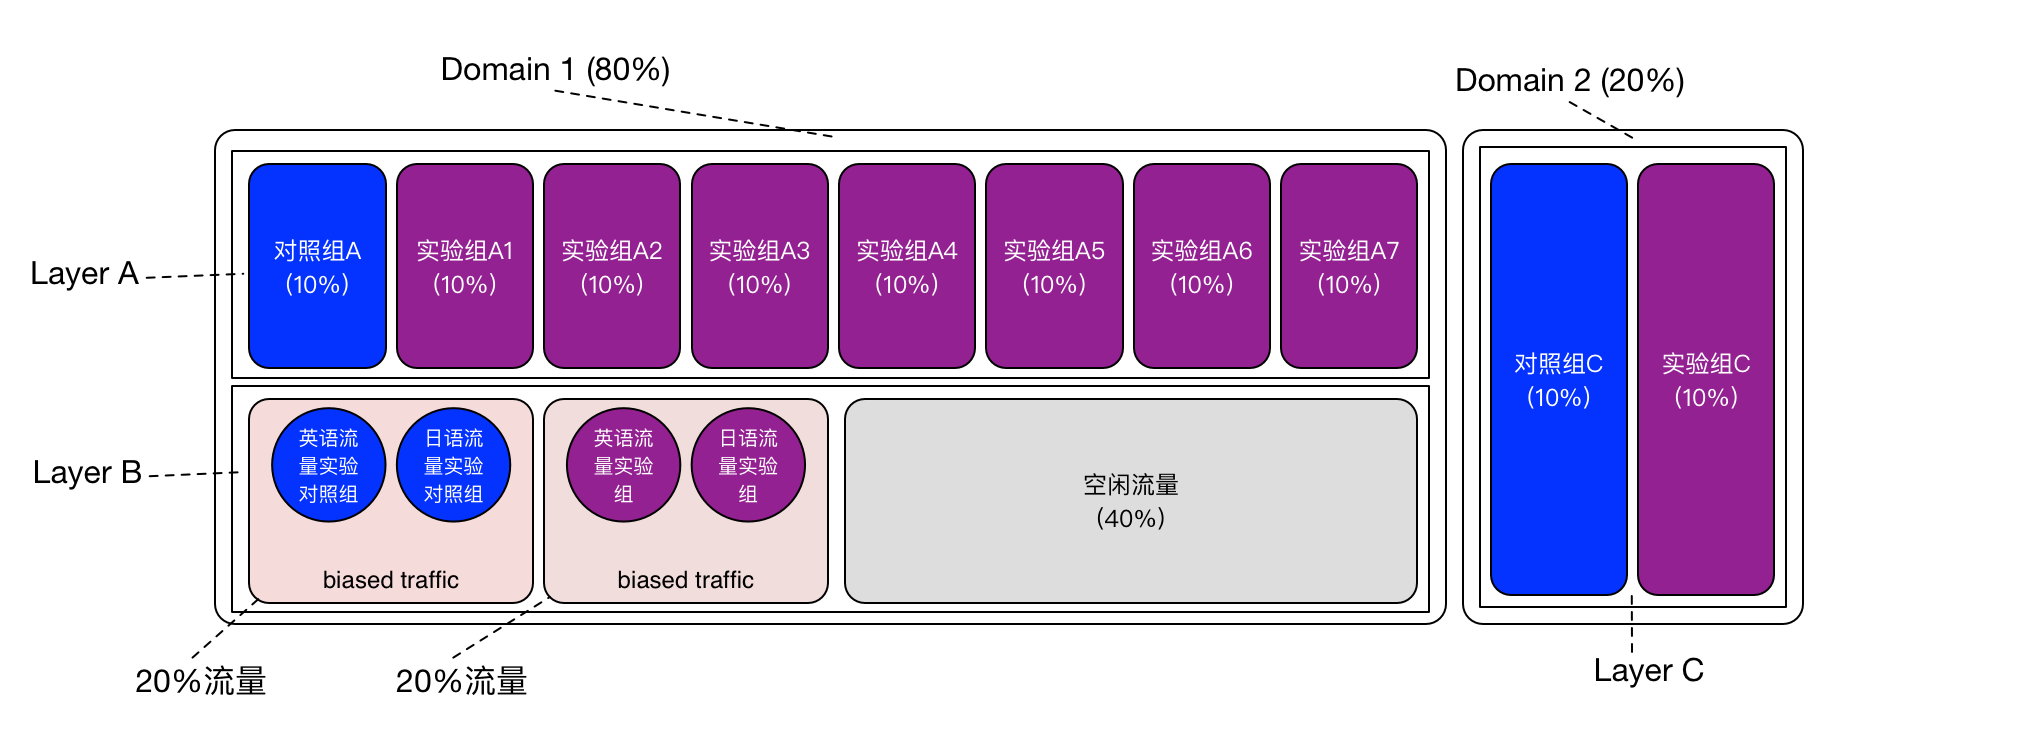 Domain 1 (80%)
Domain 2 (20%)
Layer A
对照组A
(10%)
实验组A1
(10%)
实验组A2
(10%)
实验组A3
(10%)
实验组A4
(10%)
实验组A5
(10%)
实验组A6
(10%)
实验组A7
(10%)
对照组C
(10%)
实验组C
(10%)
Layer B
英语流
量实验
对照组
日语流
量实验
对照组
biased traffic
英语流
量实验
组
日语流
量实验
组
biased traffic
空闲流量
(40%)
20%流量
20%流量
Layer C